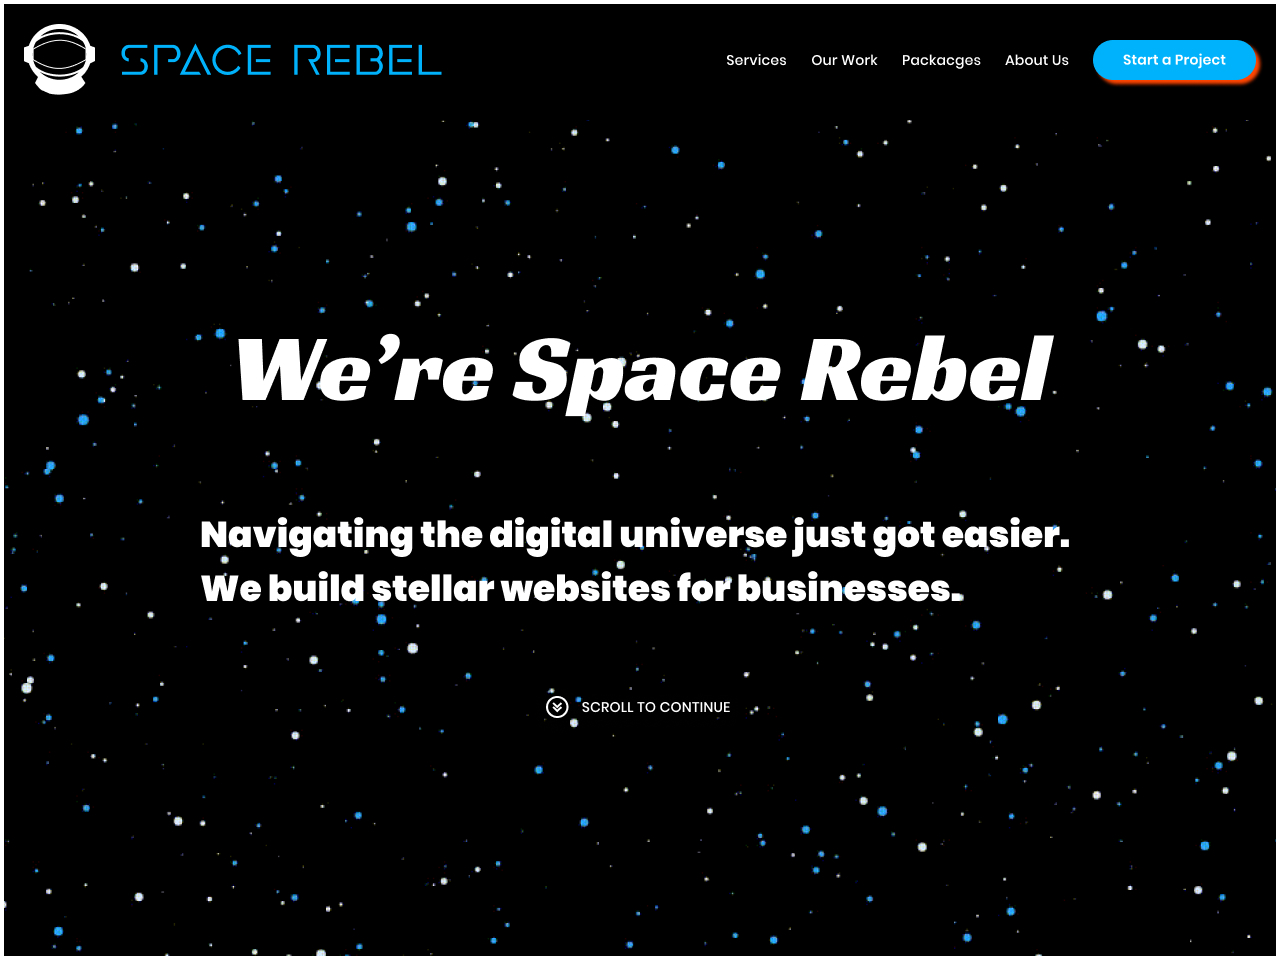 SPACE REBEL
Services Our Work Packacges About Us Start a Project
We’re Space Rebel
Navigating the digital universe just got easier.
We build stellar websites for businesses.
SCROLL TO CONTINUE